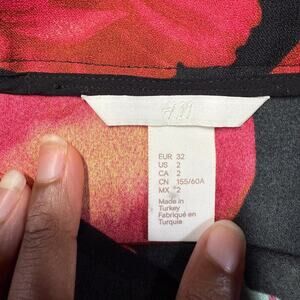 H&M
EUR 32
US 2
CA 2
CN 155/60A
MX 2
Made in
Turkey
Fabriqué en
Turquie